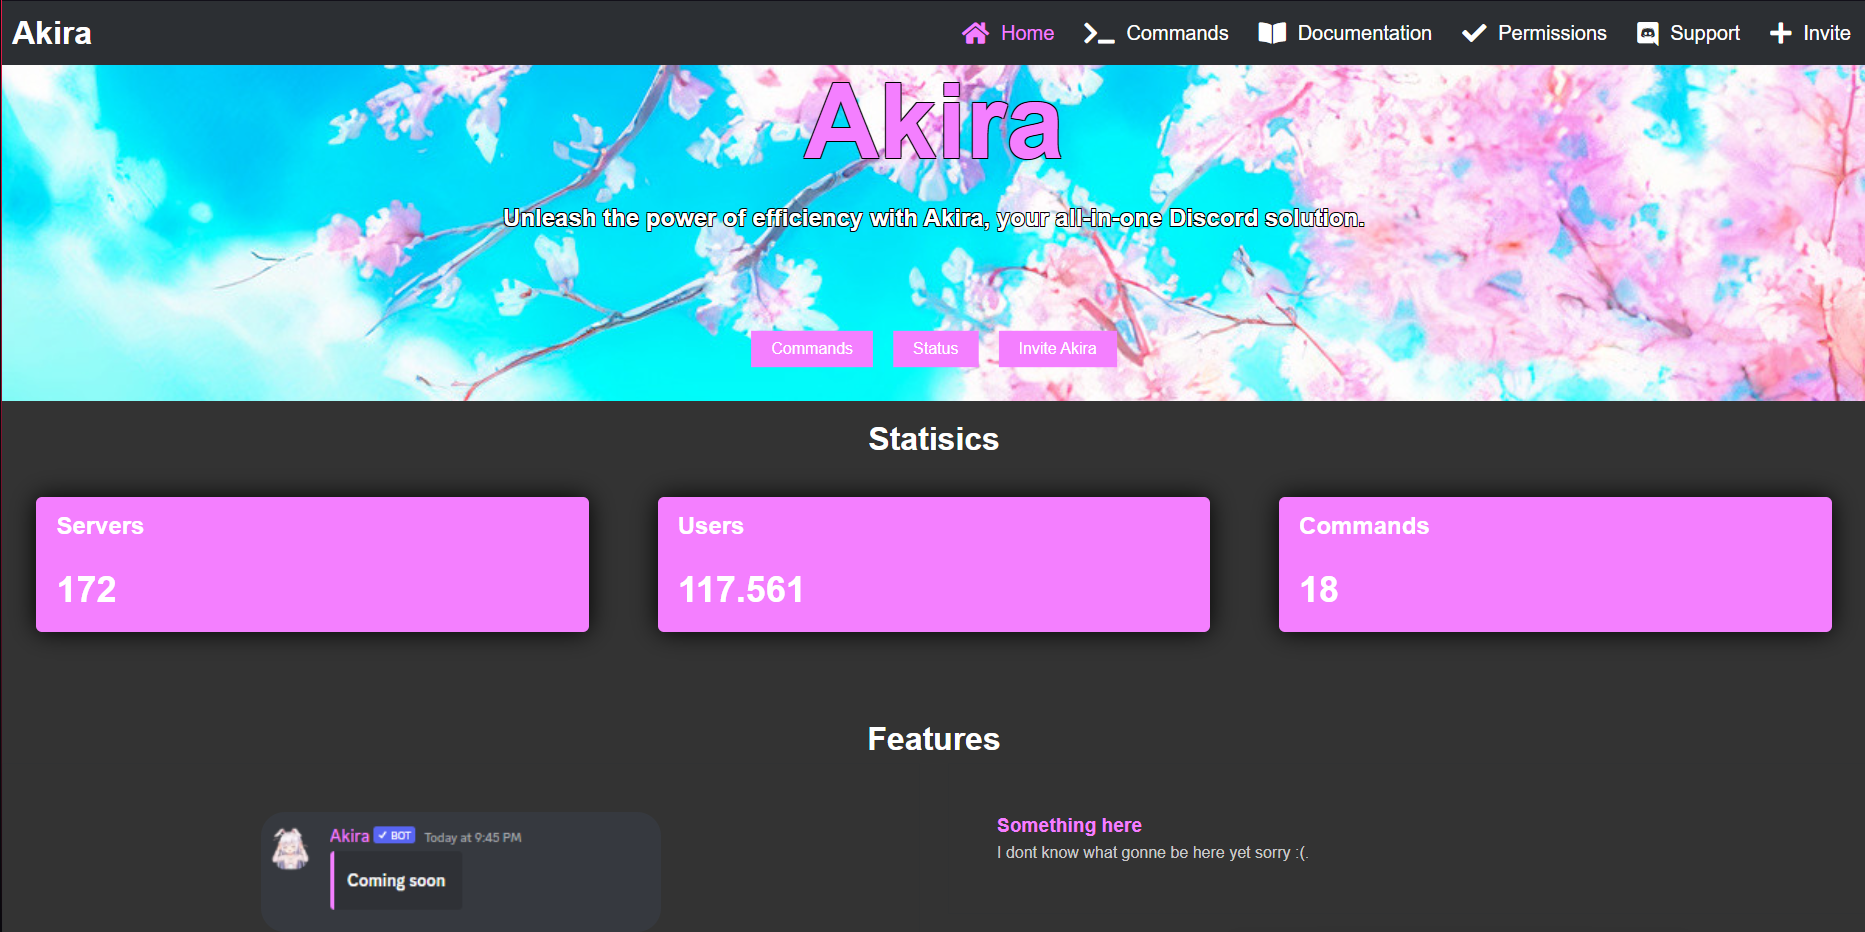 Akira
Home Commands Documentation Permissions Support Invite
Akira
Unleash the power of efficiency with Akira, your all-in-one Discord solution.
Commands Status Invite Akira
Statisics
Servers
172
Users
117.561
Commands
18
Features
Akira BOT Today at 9:45 PM
Coming soon
Something here
I dont know what gonne be here yet sorry :(.